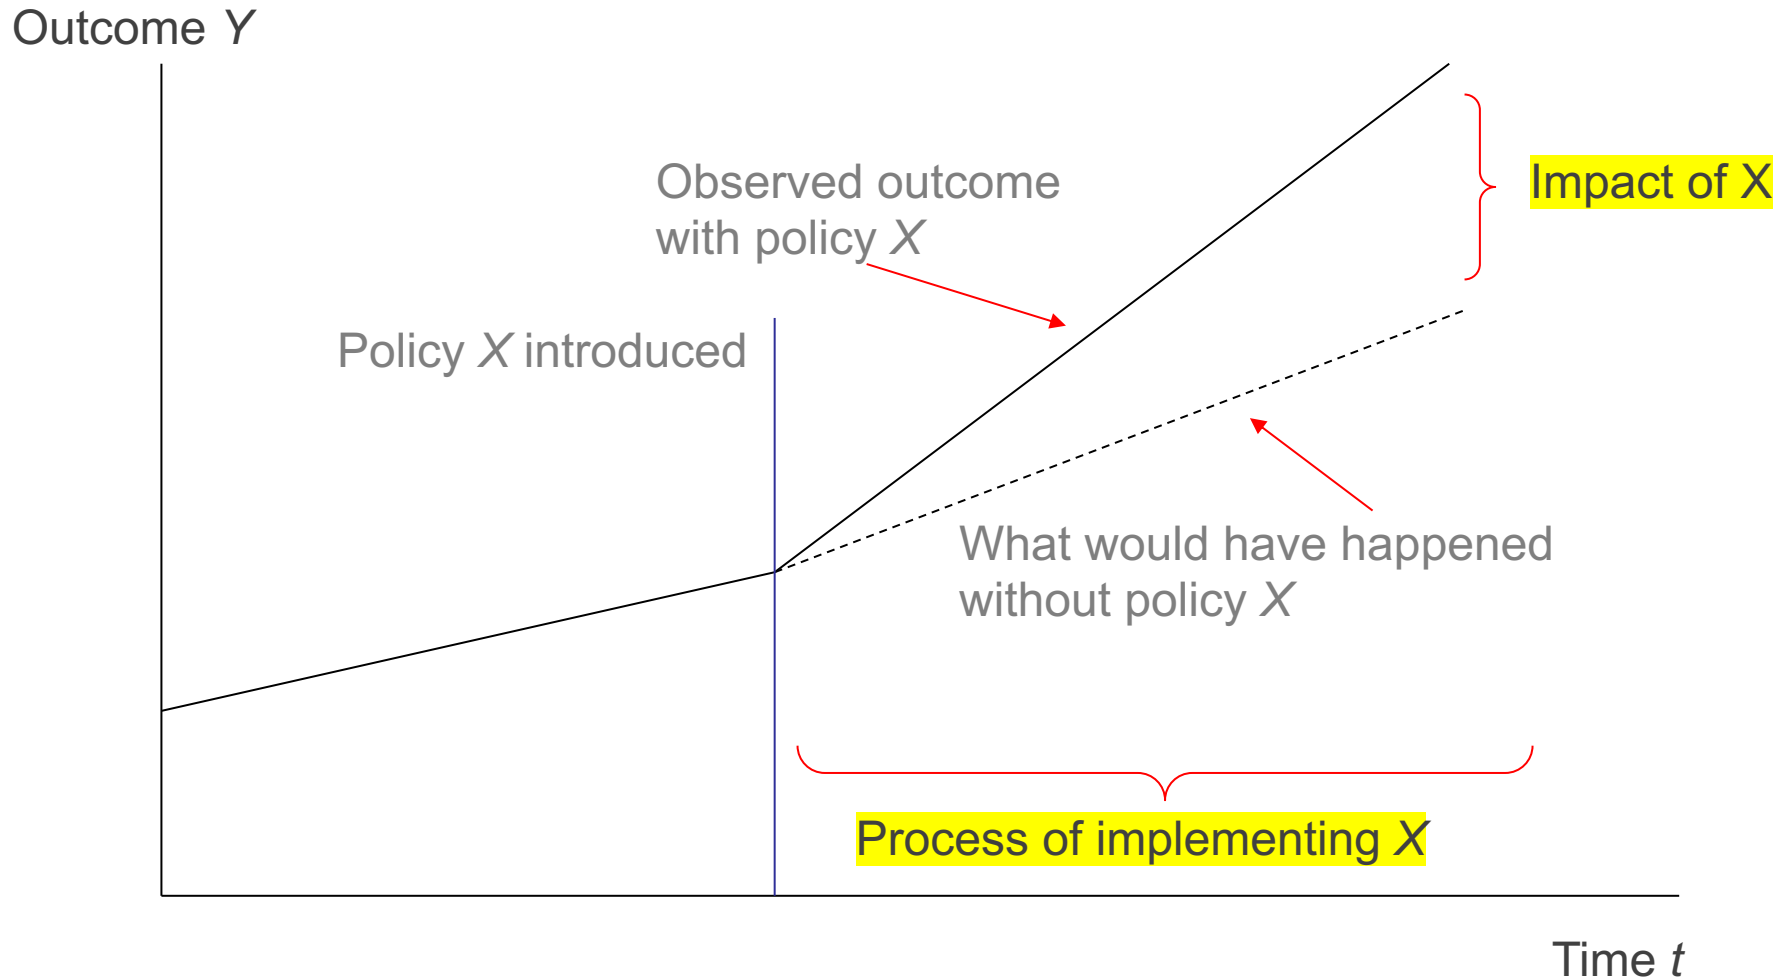 Outcome Y
Observed outcome
with policy X
Impact of X
Policy X introduced
What would have happened
without policy X
Process of implementing X
Time t